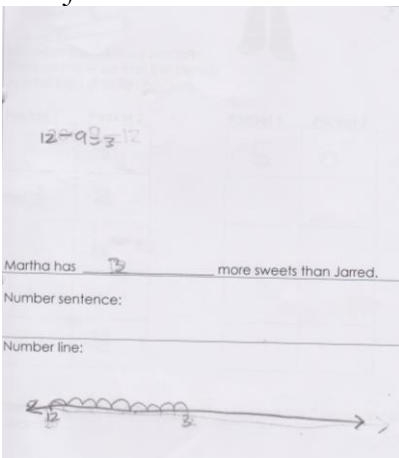 12-9=3
Martha has 3 more sweets than Jarred.
Number sentence:
Number line:
12 3